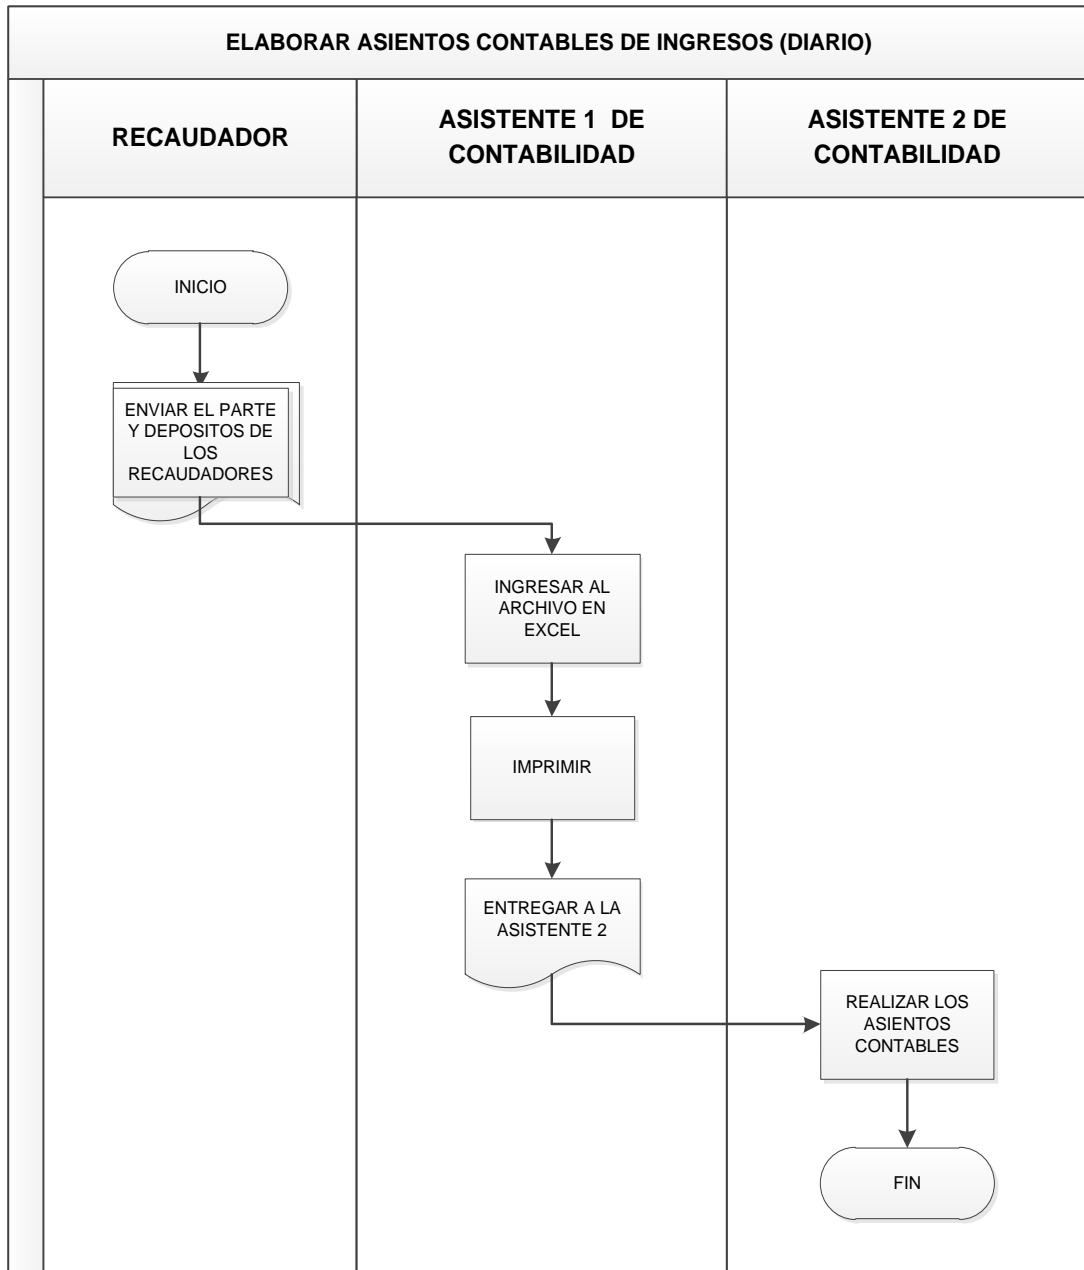 ELABORAR ASIENTOS CONTABLES DE INGRESOS (DIARIO)
RECAUDADOR
ASISTENTE 1 DE
CONTABILIDAD
ASISTENTE 2 DE
CONTABILIDAD
INICIO
ENVIAR EL PARTE
Y DEPOSITOS DE
LOS
RECAUDADORES
INGRESAR AL
ARCHIVO EN
EXCEL
IMPRIMIR
ENTREGAR A LA
ASISTENTE 2
REALIZAR LOS
ASIENTOS
CONTABLES
FIN